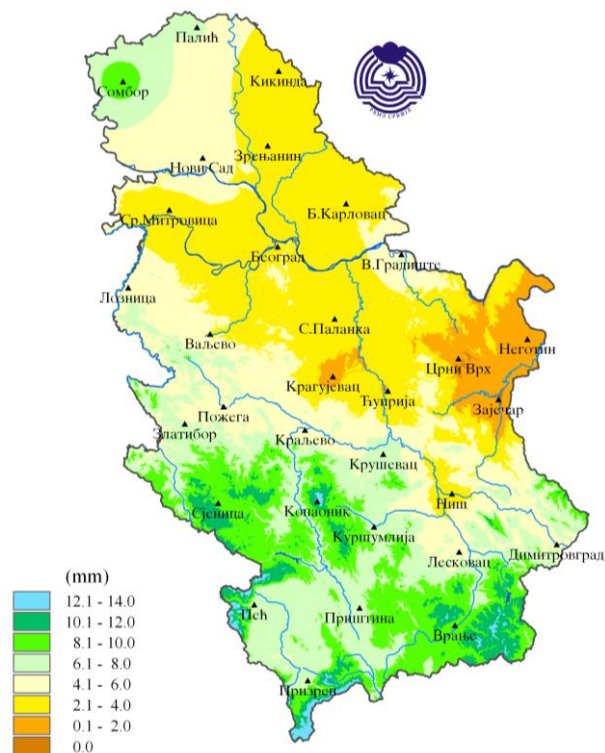 Палић
Кикинда
Сомбор
Зрењанин
Нови Сад
Ср.Митровица
Б.Карловац
Београд
В.Градиште
Лозница
С.Паланка
Ваљево
Неготин
Црни Врх
Крагујевац
Ћуприја
Зајечар
Пожега
Златибор
Краљево
Крушевац
Ниш
Сјеница
Копаоник
Куршумлија
Димитровград
Лесковац
Пећ
Приштина
Врање
Призрен
(mm)
12.1 - 14.0
10.1 - 12.0
8.1 - 10.0
6.1 - 8.0
4.1 - 6.0
2.1 - 4.0
0.1 - 2.0
0.0